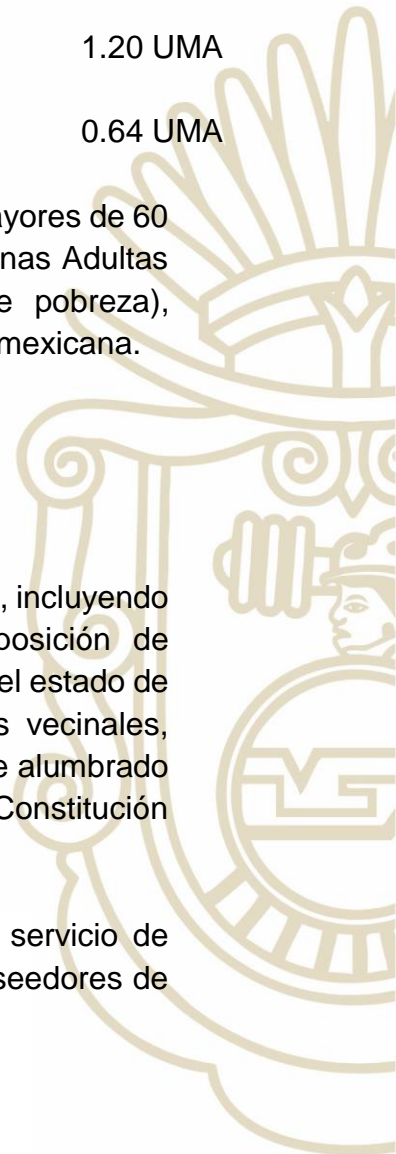 1.20 UMA
0.64 UMA
ayores de 60
nas Adultas
e pobreza),
mexicana.
, incluyendo
posición de
el estado de
s vecinales,
e alumbrado
Constitución
servicio de
seedores de